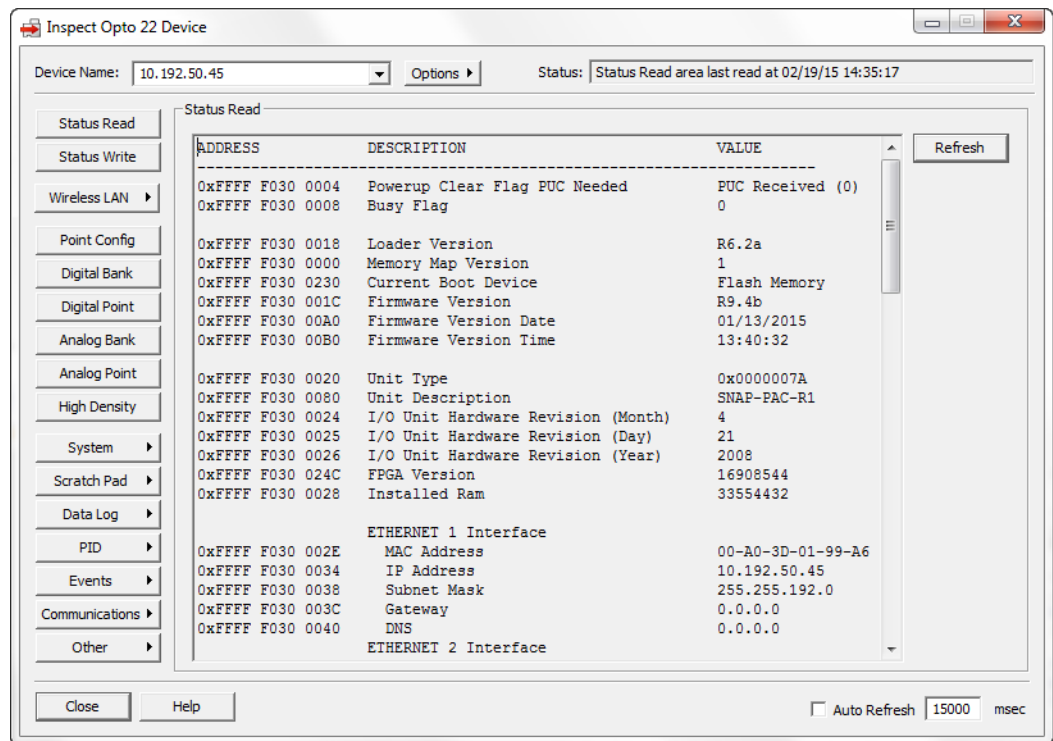 Inspect Opto 22 Device
Device Name: 10.192.50.45 Options Status: Status Read area last read at 02/19/15 14:35:17
Status Read
Status Write
Wireless LAN
Point Config
Digital Bank
Digital Point
Analog Bank
Analog Point
High Density
System
Scratch Pad
Data Log
PID
Events
Communications
Other
Status Read
ADDRESS DESCRIPTION VALUE
--------------------------------------------------------------------------
0xFFFF F030 0004 Powerup Clear Flag PUC Needed PUC Received (0)
0xFFFF F030 0008 Busy Flag 0
0xFFFF F030 0018 Loader Version R6.2a
0xFFFF F030 0000 Memory Map Version 1
0xFFFF F030 0230 Current Boot Device Flash Memory
0xFFFF F030 001C Firmware Version R9.4b
0xFFFF F030 00A0 Firmware Version Date 01/13/2015
0xFFFF F030 00B0 Firmware Version Time 13:40:32
0xFFFF F030 0020 Unit Type 0x0000007A
0xFFFF F030 0080 Unit Description SNAP-PAC-R1
0xFFFF F030 0024 I/O Unit Hardware Revision (Month) 4
0xFFFF F030 0025 I/O Unit Hardware Revision (Day) 21
0xFFFF F030 0026 I/O Unit Hardware Revision (Year) 2008
0xFFFF F030 024C FPGA Version 16908544
0xFFFF F030 0028 Installed Ram 33554432
ETHERNET 1 Interface
0xFFFF F030 002E MAC Address 00-A0-3D-01-99-A6
0xFFFF F030 0034 IP Address 10.192.50.45
0xFFFF F030 0038 Subnet Mask 255.255.192.0
0xFFFF F030 003C Gateway 0.0.0.0
0xFFFF F030 0040 DNS 0.0.0.0
ETHERNET 2 Interface
Refresh
Close Help Auto Refresh 15000 msec